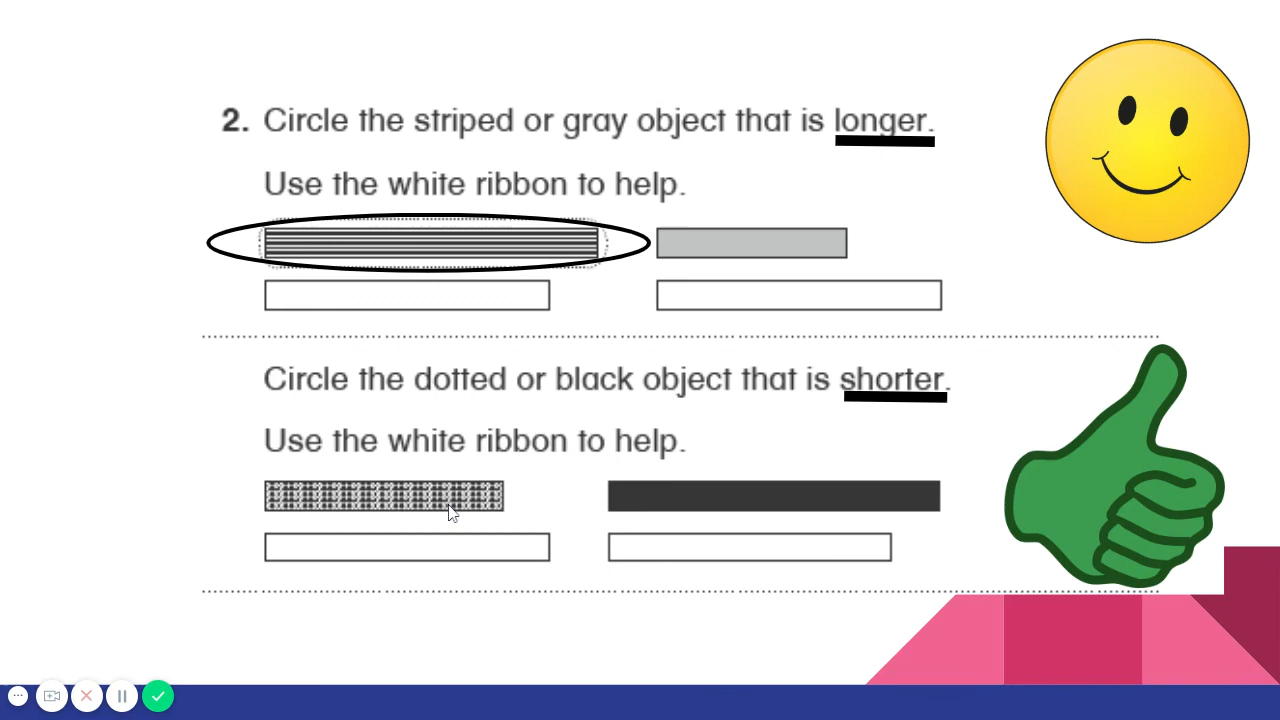 2. Circle the striped or gray object that is longer.
Use the white ribbon to help.
Circle the dotted or black object that is shorter.
Use the white ribbon to help.